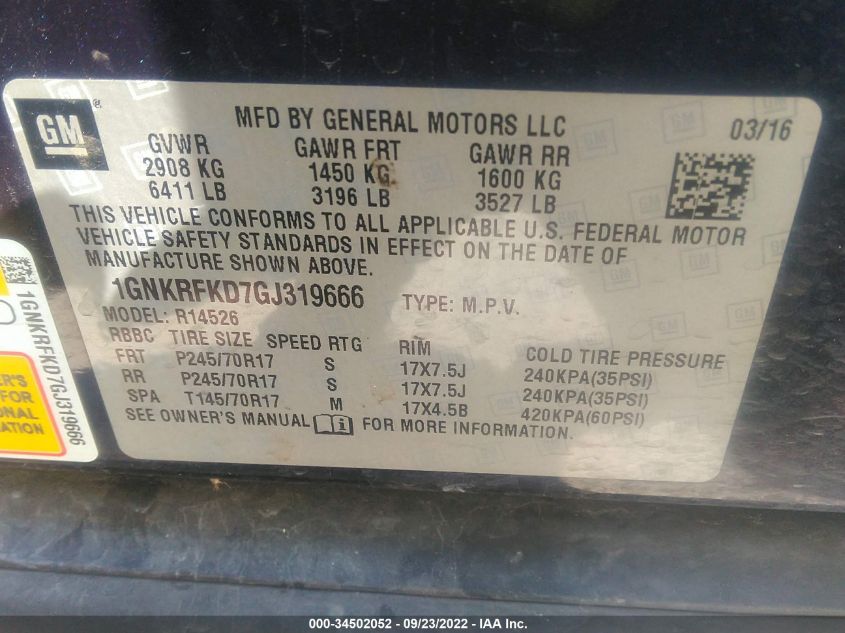 GM ®
MFD BY GENERAL MOTORS LLC
03/16
GVWR GAWR FRT GAWR RR
2908 KG 1450 KG 1600 KG
6411 LB 3196 LB 3527 LB
THIS VEHICLE CONFORMS TO ALL APPLICABLE U.S. FEDERAL MOTOR
VEHICLE SAFETY STANDARDS IN EFFECT ON THE DATE OF
MANUFACTURE SHOWN ABOVE.
1GNKRFKD7GJ319666 TYPE: M.P.V.
MODEL: R14526
RBBC TIRE SIZE SPEED RTG RIM COLD TIRE PRESSURE
FRT P245/70R17 S 17X7.5J 240KPA(35PSI)
RR P245/70R17 S 17X7.5J 240KPA(35PSI)
SPA T145/70R17 M 17X4.5B 420KPA(60PSI)
SEE OWNER'S MANUAL i FOR MORE INFORMATION.
1GNKRFKD7GJ319666
FOR
000-34502052 - 09/23/2022 - IAA Inc.